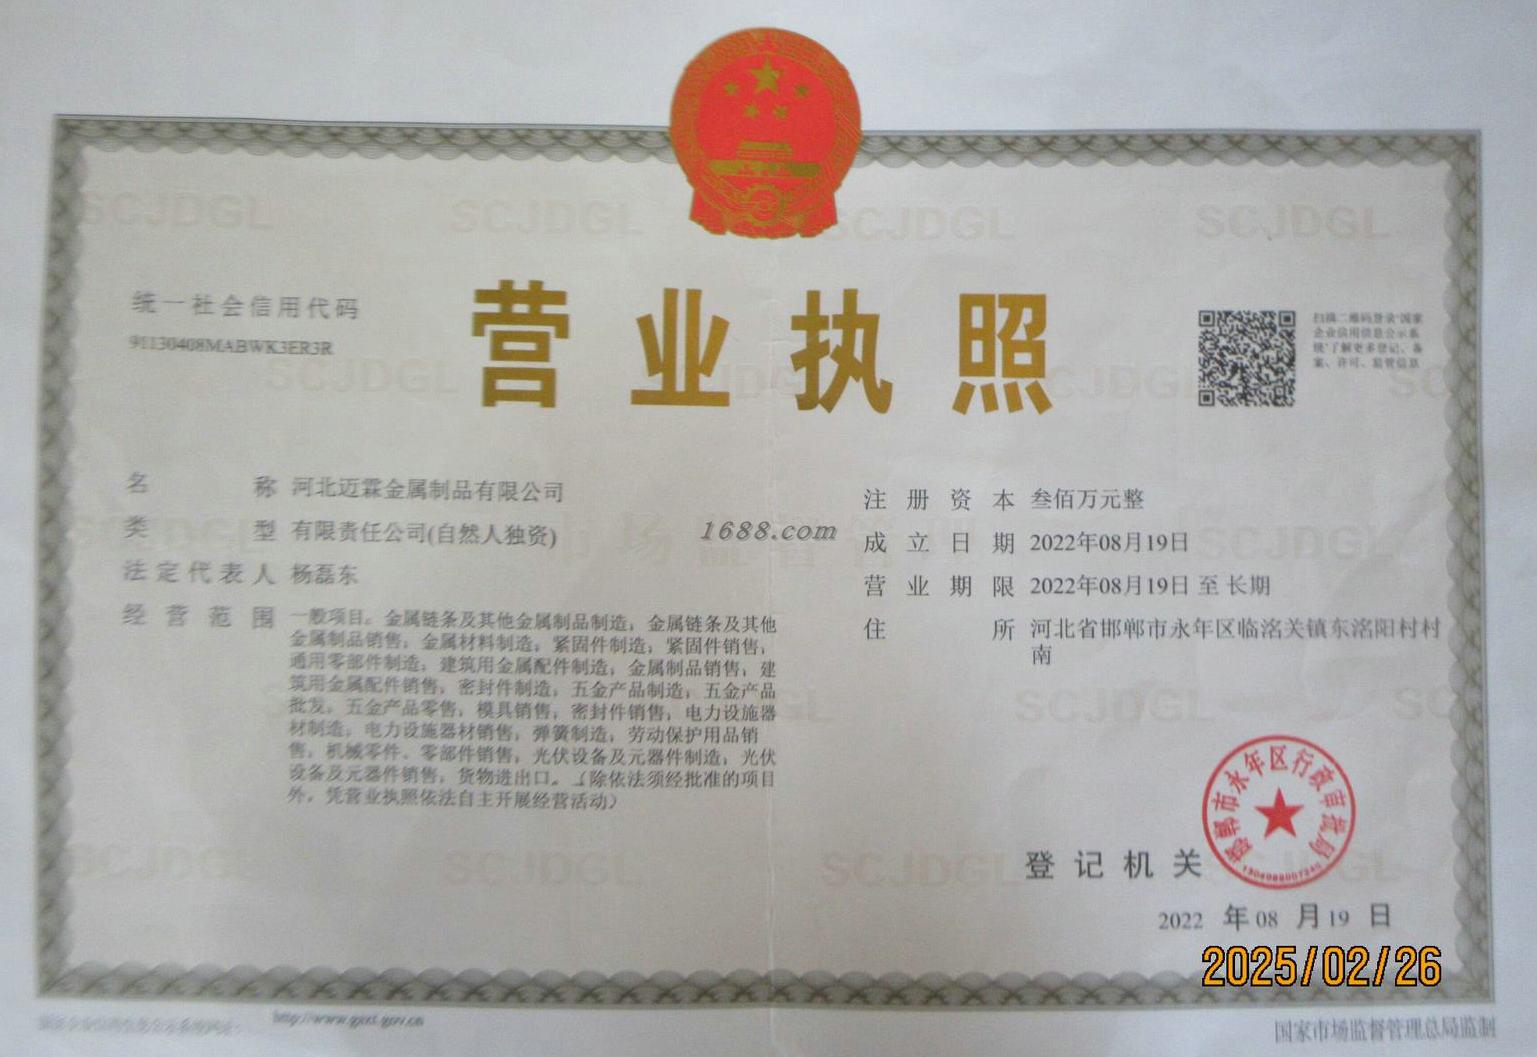 营业执照
统一社会信用代码
91130408MABWK3ER3R
扫描二维码登录"国家
企业信用信息公示系
统"了解更多登记、备
案、许可、监管信息
名称 河北迈霖金属制品有限公司
类型 有限责任公司(自然人独资)
法定代表人 杨磊东
经营范围 一般项目。金属链条及其他金属制品制造，金属链条及其他
金属制品销售，金属材料制造，紧固件制造，紧固件销售，
通用零部件制造，建筑用金属配件制造，金属制品销售，建
筑用金属配件销售，密封件制造，五金产品制造，五金产品
批发，五金产品零售，模具销售，密封件销售，电力设施器
材制造，电力设施器材销售，弹簧制造，劳动保护用品销
售，机械零件、零部件销售，光伏设备及元器件制造，光伏
设备及元器件销售，货物进出口。（除依法须经批准的项目
外，凭营业执照依法自主开展经营活动）
1688.com
注册资本 叁佰万元整
成立日期 2022年08月19日
营业期限 2022年08月19日 至 长期
住所 河北省邯郸市永年区临洺关镇东洺阳村村
南
登记机关
邯郸市永年区行政审批局
2022 年 08 月 19 日
2025/02/26
http://www.gsxt.gov.cn
国家市场监督管理总局监制